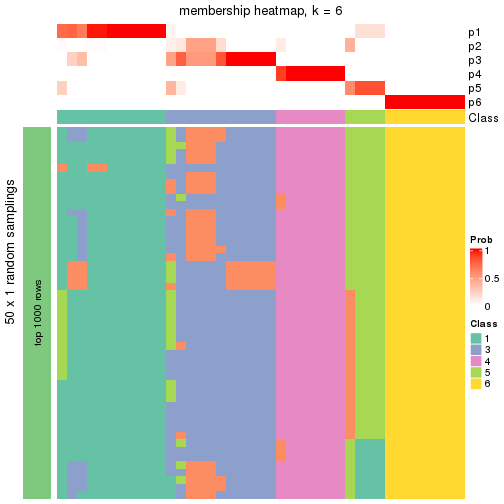 membership heatmap, k = 6
p1
p2
p3
p4
p5
p6
Class
50 x 1 random samplings
top 1000 rows
Prob
1
0.5
0
Class
1
3
4
5
6